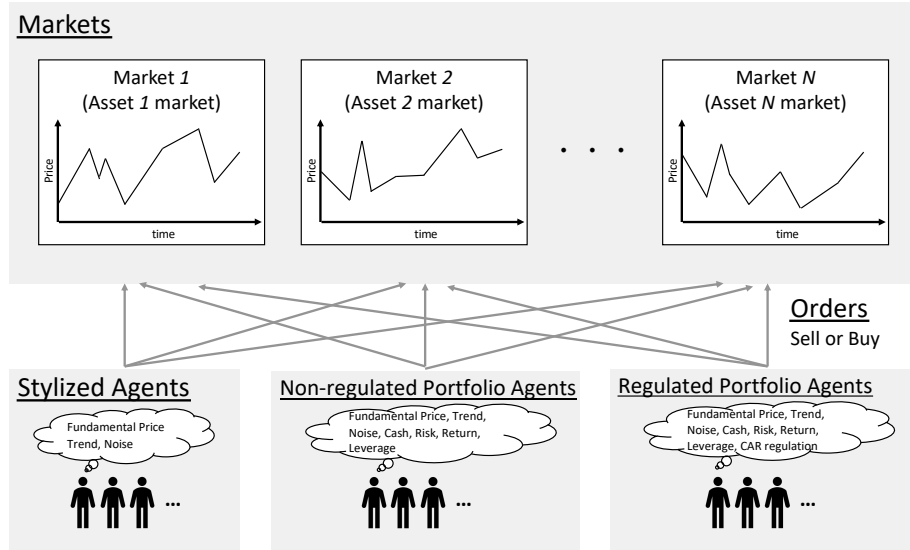 Markets
Market 1
(Asset 1 market)
Price
time
Market 2
(Asset 2 market)
Price
time
. . .
Market N
(Asset N market)
Price
time
Orders
Sell or Buy
Stylized Agents
Fundamental Price
Trend, Noise
...
Non-regulated Portfolio Agents
Fundamental Price, Trend,
Noise, Cash, Risk, Return,
Leverage
...
Regulated Portfolio Agents
Fundamental Price, Trend,
Noise, Cash, Risk, Return,
Leverage, CAR regulation
...